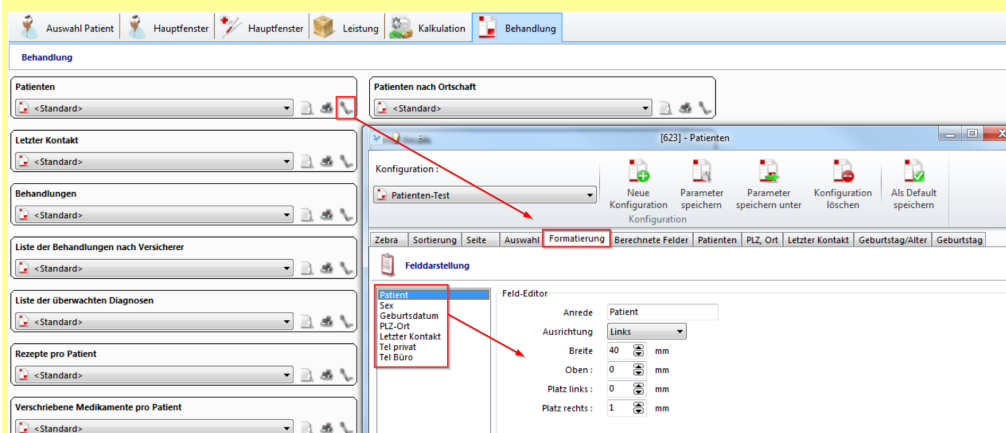 Auswahl Patient Hauptfenster Hauptfenster Leistung Kalkulation Behandlung
Behandlung
Patienten
<Standard>
Patienten nach Ortschaft
<Standard>
Letzter Kontakt
<Standard>
Behandlungen
<Standard>
Liste der Behandlungen nach Versicherer
<Standard>
Liste der überwachten Diagnosen
<Standard>
Rezepte pro Patient
<Standard>
Verschriebene Medikamente pro Patient
<Standard>
[623] - Patienten
Konfiguration :
Patienten-Test
Neue Konfiguration
Parameter speichern
Parameter speichern unter
Konfiguration löschen
Als Default speichern
Konfiguration
Zebra Sortierung Seite Auswahl Formatierung Berechnete Felder Patienten PLZ, Ort Letzter Kontakt Geburtstag/Alter Geburtstag
Felddarstellung
Patient
Sex
Geburtsdatum
PLZ-Ort
Letzter Kontakt
Tel privat
Tel Büro
Feld-Editor
Anrede Patient
Ausrichtung Links
Breite 40 mm
Oben : 0 mm
Platz links : 0 mm
Platz rechts : 1 mm